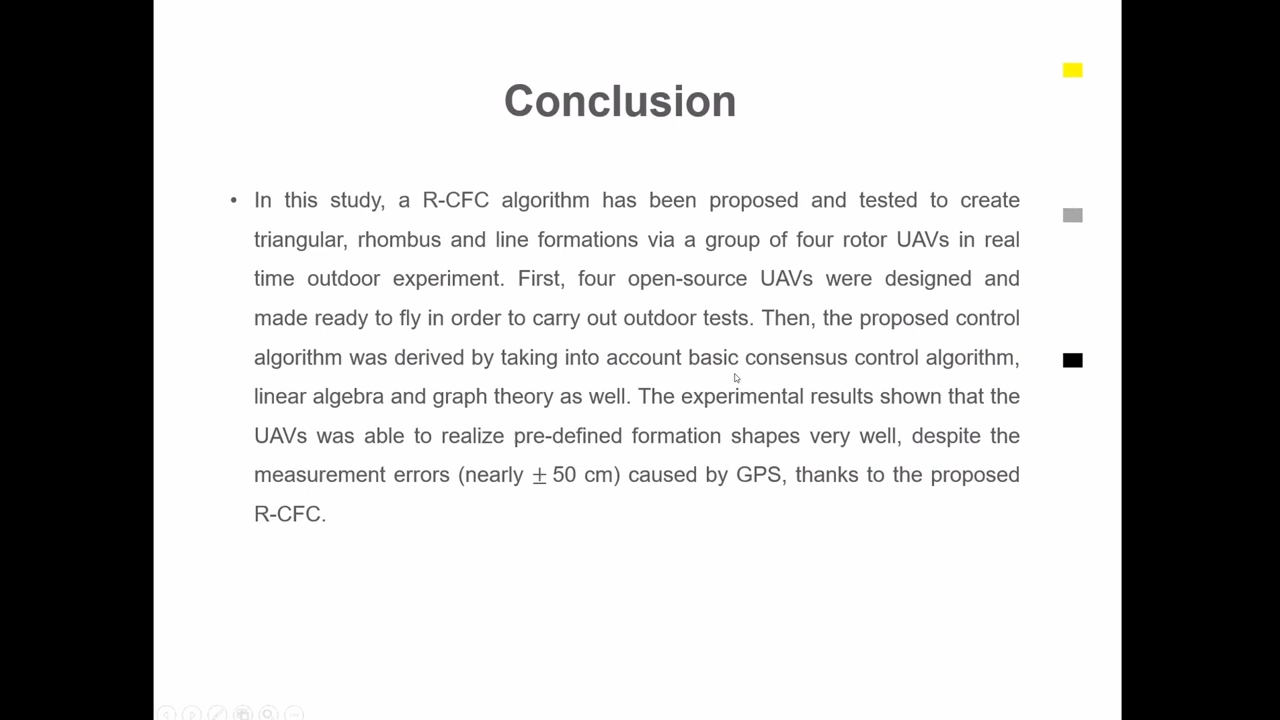 Conclusion
• In this study, a R-CFC algorithm has been proposed and tested to create
triangular, rhombus and line formations via a group of four rotor UAVs in real
time outdoor experiment. First, four open-source UAVs were designed and
made ready to fly in order to carry out outdoor tests. Then, the proposed control
algorithm was derived by taking into account basic consensus control algorithm,
linear algebra and graph theory as well. The experimental results shown that the
UAVs was able to realize pre-defined formation shapes very well, despite the
measurement errors (nearly ± 50 cm) caused by GPS, thanks to the proposed
R-CFC.